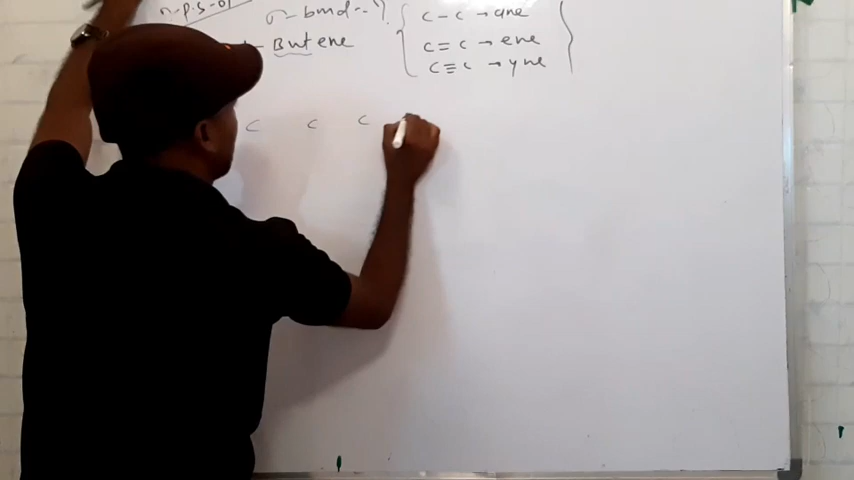 σ-bond-
C-C → ane
- Butene
C=C → ene
C≡C → yne
C C C